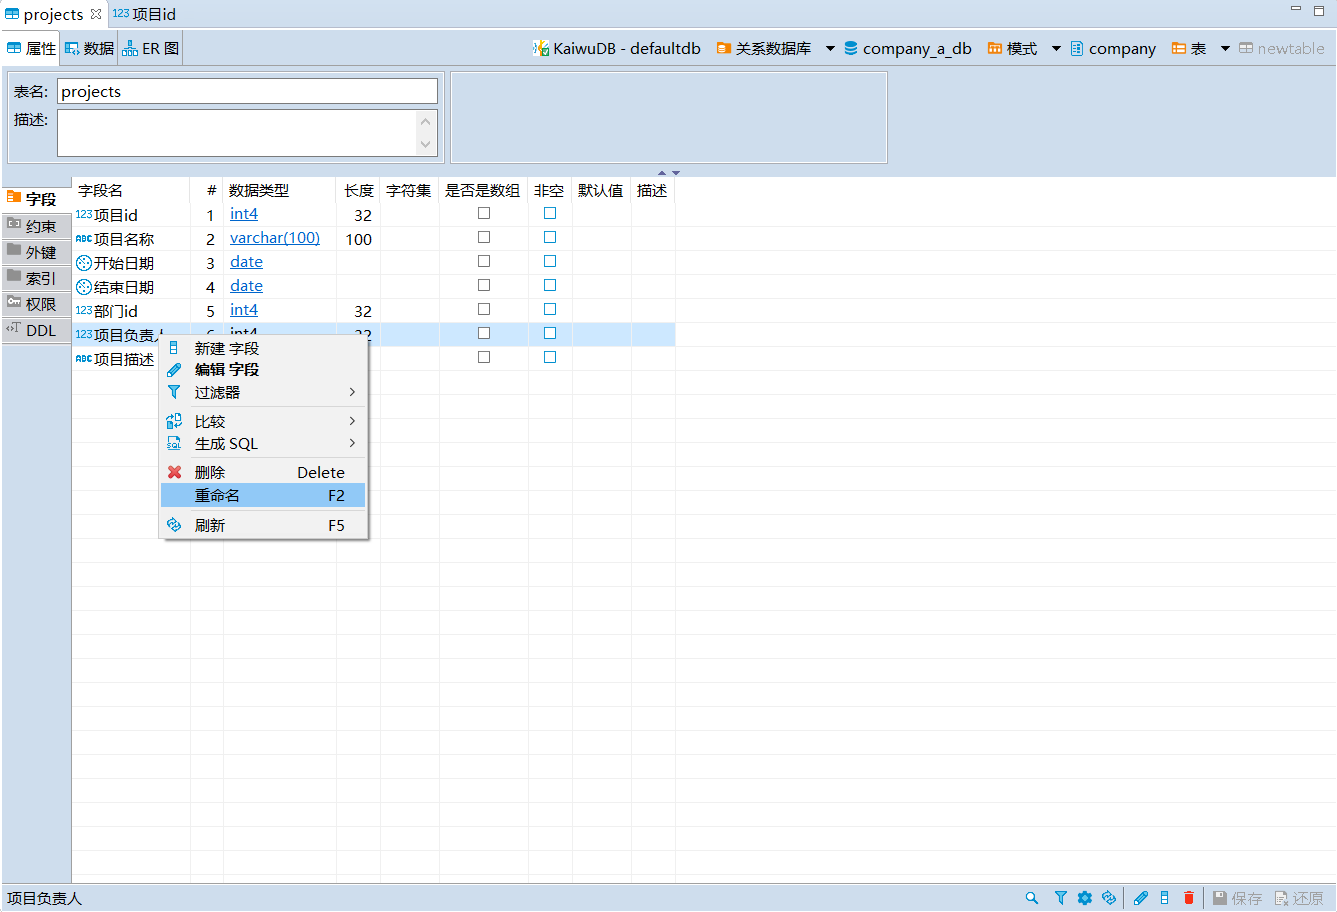 projects 项目id
属性 数据 ER 图 KaiwuDB - defaultdb 关系数据库 company_a_db 模式 company 表 newtable
表名: projects
描述:
字段名 # 数据类型 长度 字符集 是否是数组 非空 默认值 描述
字段
约束
外键
索引
权限
DDL
123 项目id 1 int4 32
ABC 项目名称 2 varchar(100) 100
开始日期 3 date
结束日期 4 date
123 部门id 5 int4 32
123 项目负责人 6 int4 32
ABC 项目描述
新建 字段
编辑 字段
过滤器
比较
生成 SQL
删除 Delete
重命名 F2
刷新 F5
项目负责人 保存 还原